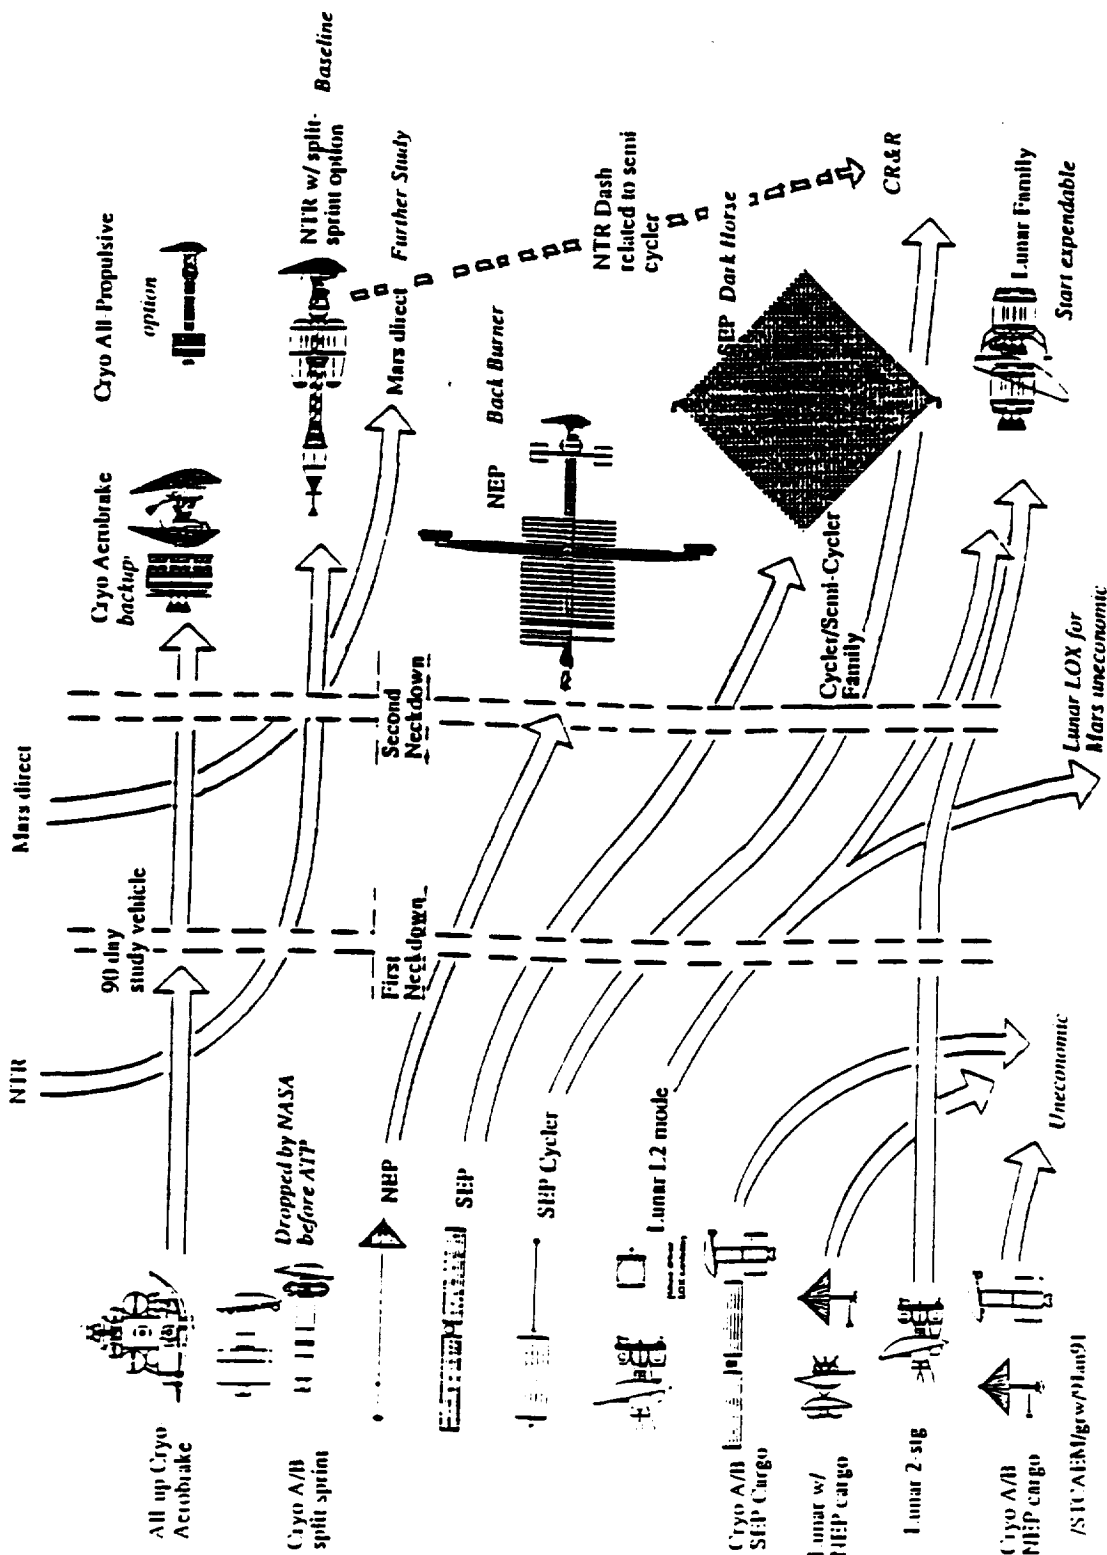 All up Cryo
Aerobrake
Cryo A/B
split sprint
Dropped by NASA
before ATP
NEP
SEP
SEP Cycler
Lunar L2 mode
Cryo A/B
SEP Cargo
Lunar w/
NEP cargo
Lunar 2-stg
Cryo A/B
NEP cargo
/STCAEM/grw/9Jan91
NTR
90 day
study vehicle
First
Neckdown
Uneconomic
Mars direct
Second
Neckdown
Lunar LOX for
Mars uneconomic
Cryo Aerobrake
backup
Cryo All-Propulsive
option
NTR w/ split-
sprint option
Baseline
Mars direct
Further Study
NEP
Back Burner
NTR Dash
related to semi
cycler
SEP
Dark Horse
Cycler/Semi-Cycler
Family
CR&R
Lunar Family
Start expendable